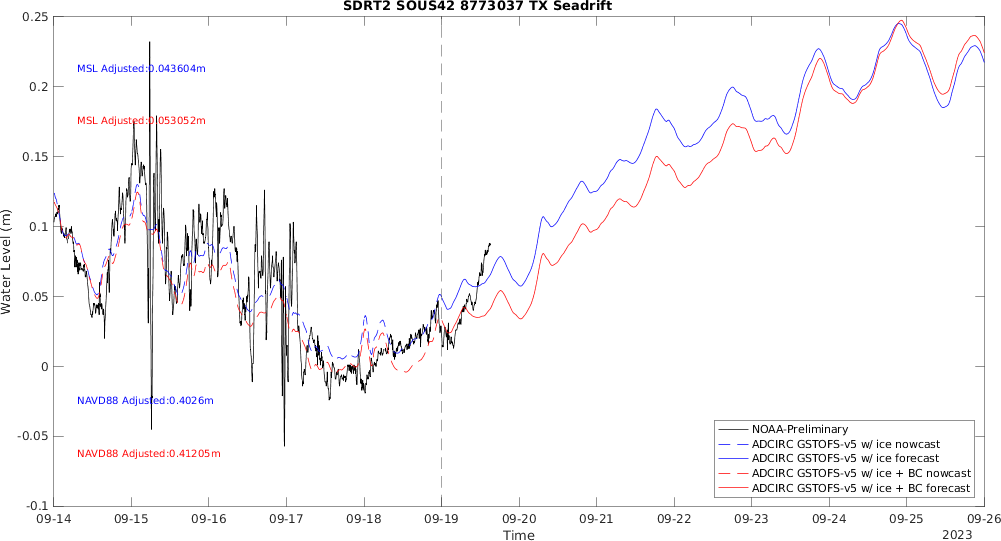 SDRT2 SOUS42 8773037 TX Seadrift
Water Level (m)
0.25
0.2
0.15
0.1
0.05
0
-0.05
-0.1
MSL Adjusted:0.043604m
MSL Adjusted:0.053052m
NAVD88 Adjusted:0.4026m
NAVD88 Adjusted:0.41205m
NOAA-Preliminary
ADCIRC GSTOFS-v5 w/ ice nowcast
ADCIRC GSTOFS-v5 w/ ice forecast
ADCIRC GSTOFS-v5 w/ ice + BC nowcast
ADCIRC GSTOFS-v5 w/ ice + BC forecast
09-14 09-15 09-16 09-17 09-18 09-19 09-20 09-21 09-22 09-23 09-24 09-25 09-26
Time
2023